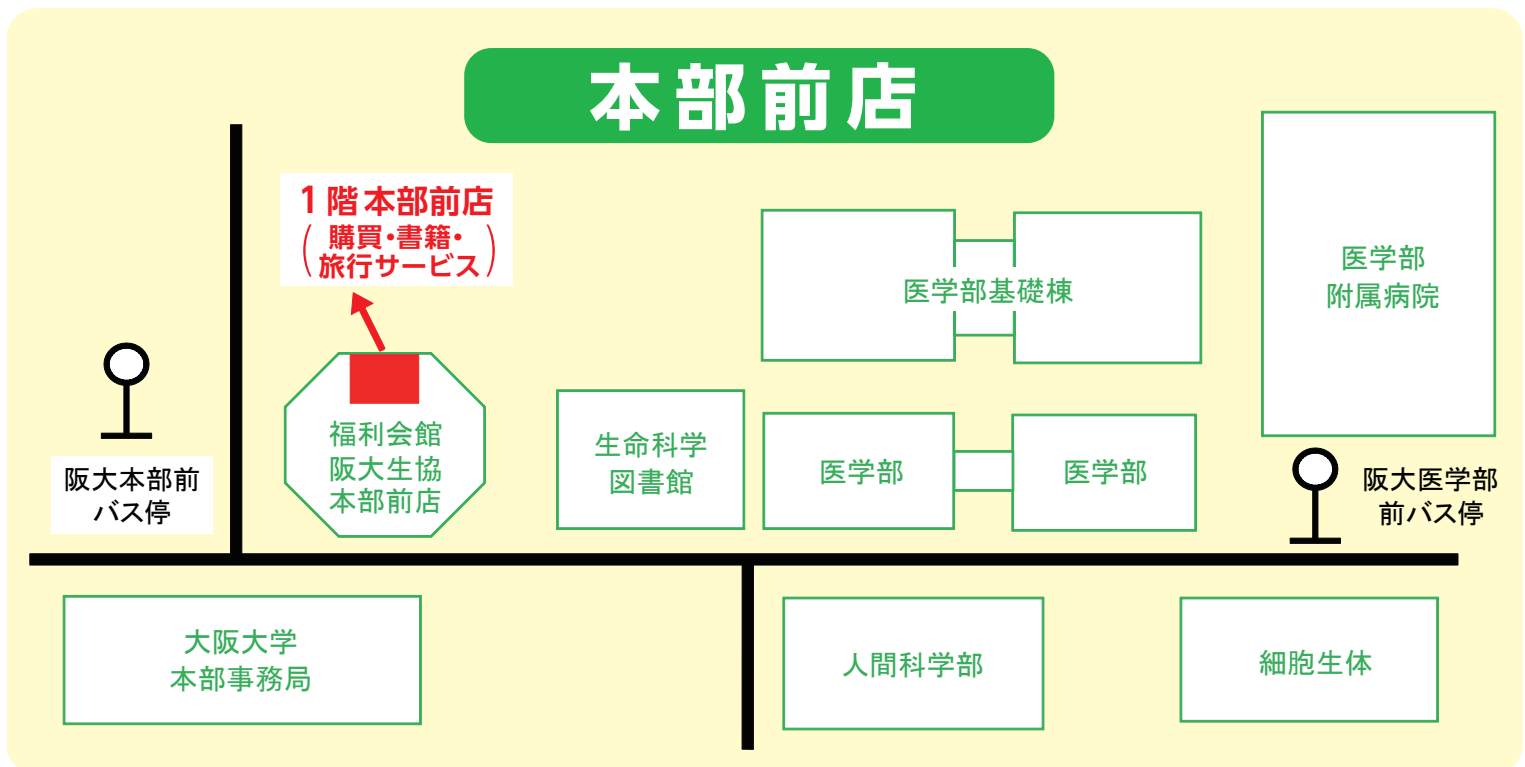 本部前店
1階本部前店
(購買・書籍・
旅行サービス)
医学部
附属病院
医学部基礎棟
福利会館
阪大生協
本部前店
生命科学
図書館
医学部
医学部
阪大本部前
バス停
阪大医学部
前バス停
大阪大学
本部事務局
人間科学部
細胞生体